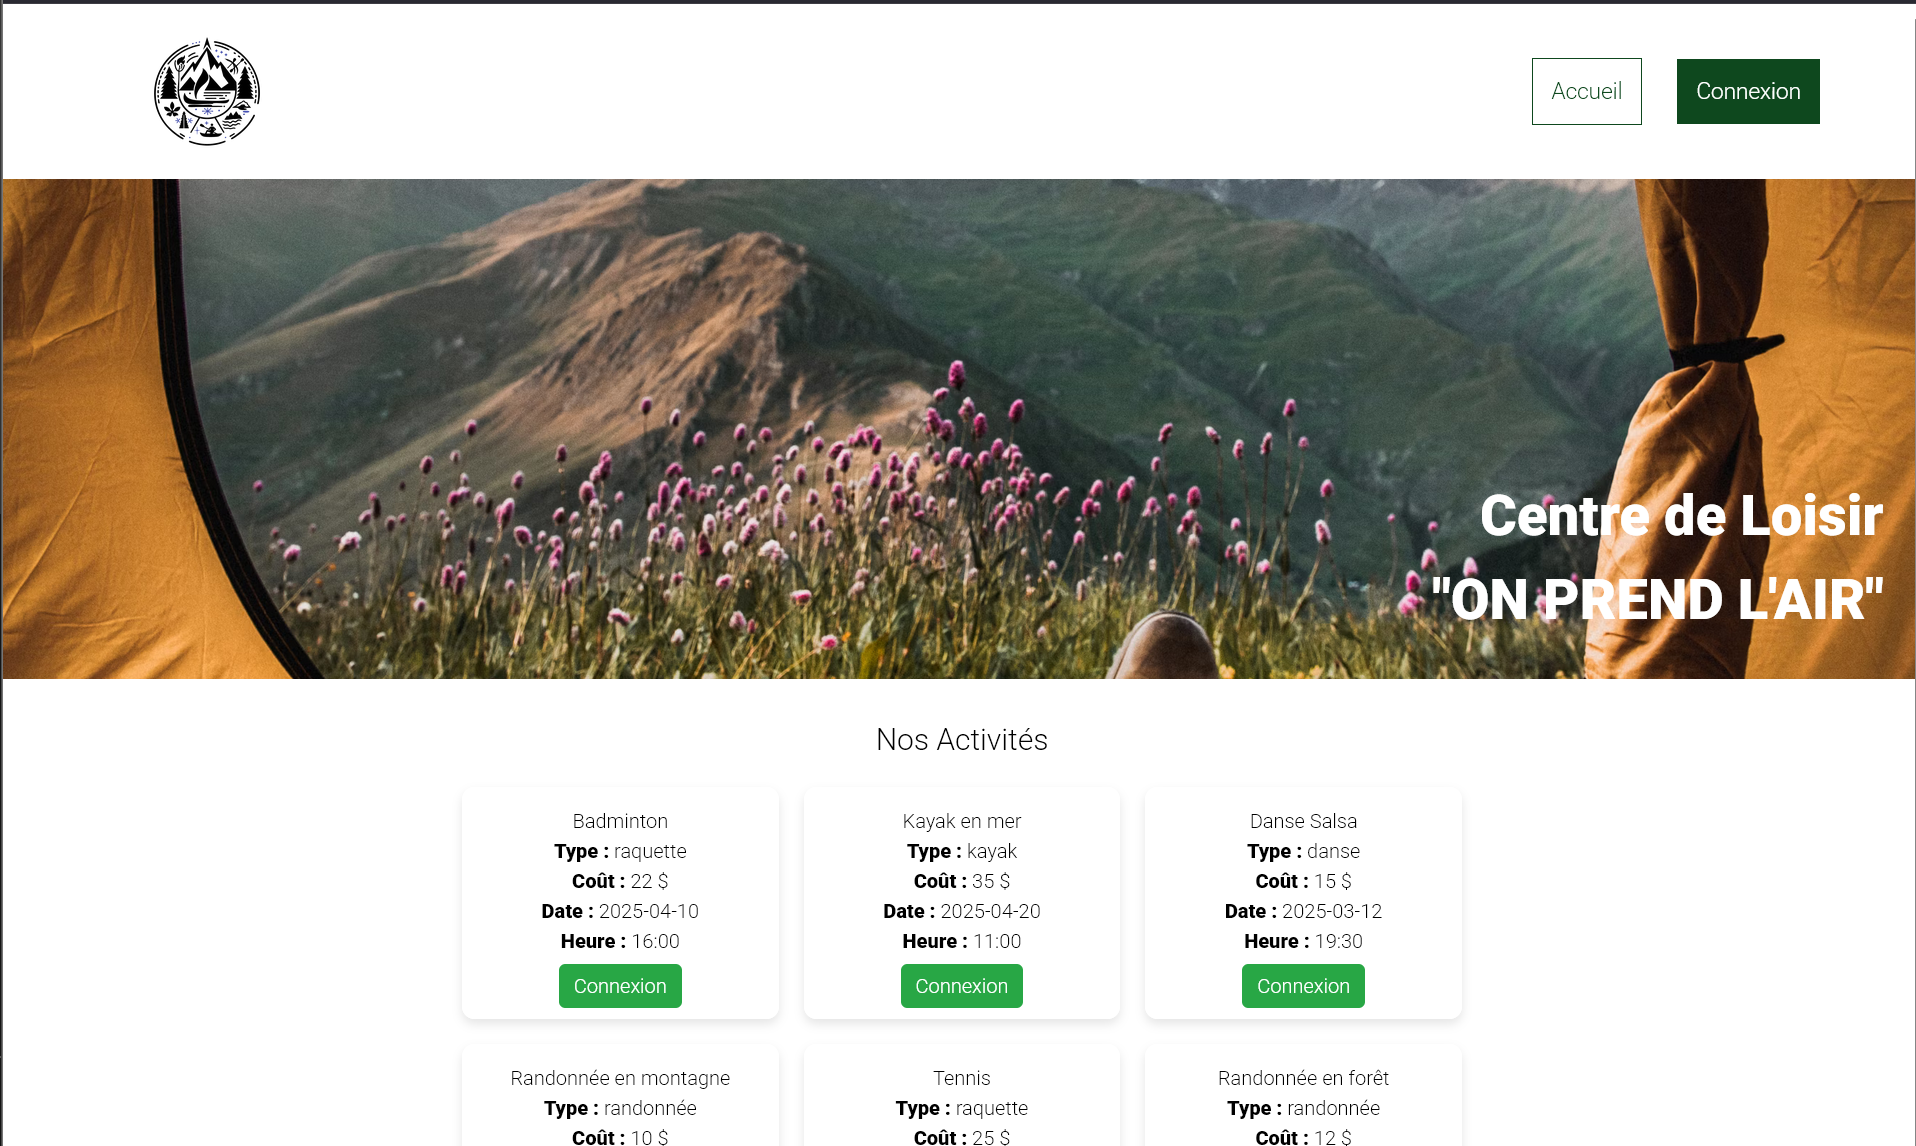 Accueil
Connexion
Centre de Loisir
"ON PREND L'AIR"
Nos Activités
Badminton
Type : raquette
Coût : 22 $
Date : 2025-04-10
Heure : 16:00
Connexion
Kayak en mer
Type : kayak
Coût : 35 $
Date : 2025-04-20
Heure : 11:00
Connexion
Danse Salsa
Type : danse
Coût : 15 $
Date : 2025-03-12
Heure : 19:30
Connexion
Randonnée en montagne
Type : randonnée
Coût : 10 $
Tennis
Type : raquette
Coût : 25 $
Randonnée en forêt
Type : randonnée
Coût : 12 $